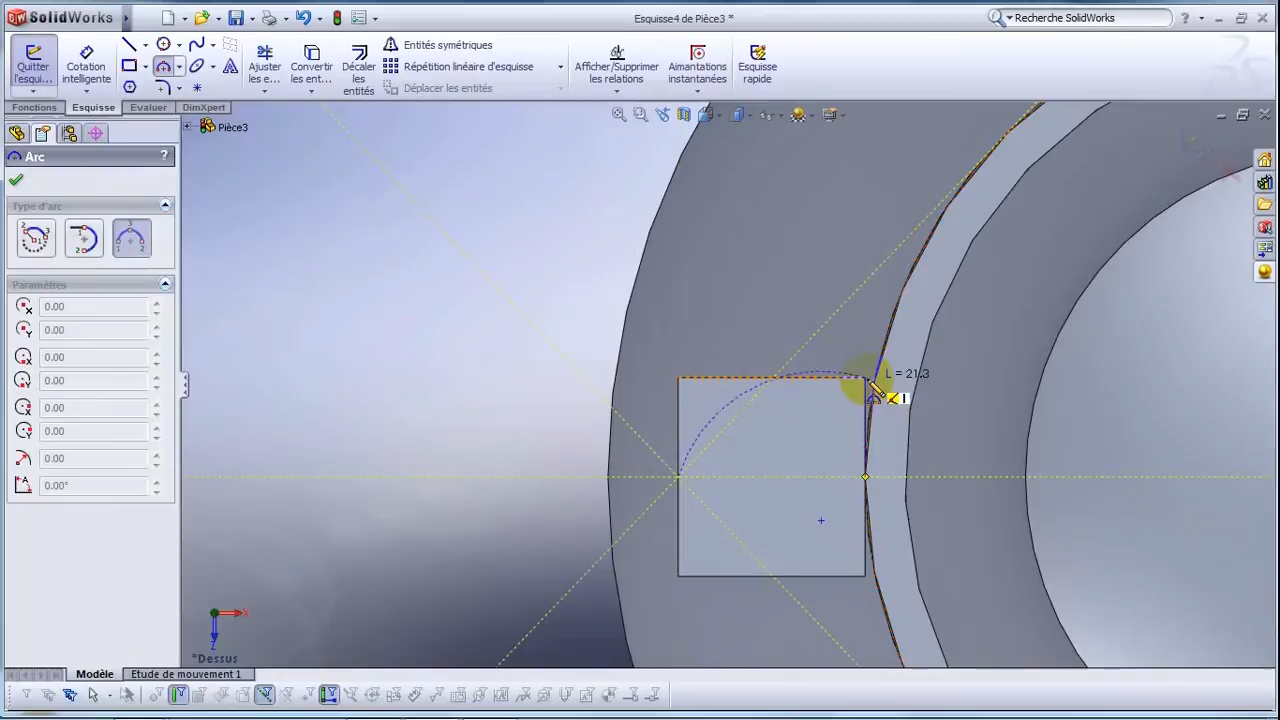 SolidWorks
Esquisse4 de Pièce3 *
Recherche SolidWorks
?
Quitter l'esqui...
Cotation intelligente
Ajuster les e...
Convertir les ent...
Décaler les entités
Entités symétriques
Répétition linéaire d'esquisse
Déplacer les entités
Afficher/Supprimer les relations
Aimantations instantanées
Esquisse rapide
Fonctions
Esquisse
Evaluer
DimXpert
Pièce3
Arc
?
Type d'arc
Paramètres
0.00
0.00
0.00
0.00
0.00
0.00
0.00
0.00°
L = 21.3
X
Z
*Dessus
Modèle
Etude de mouvement 1